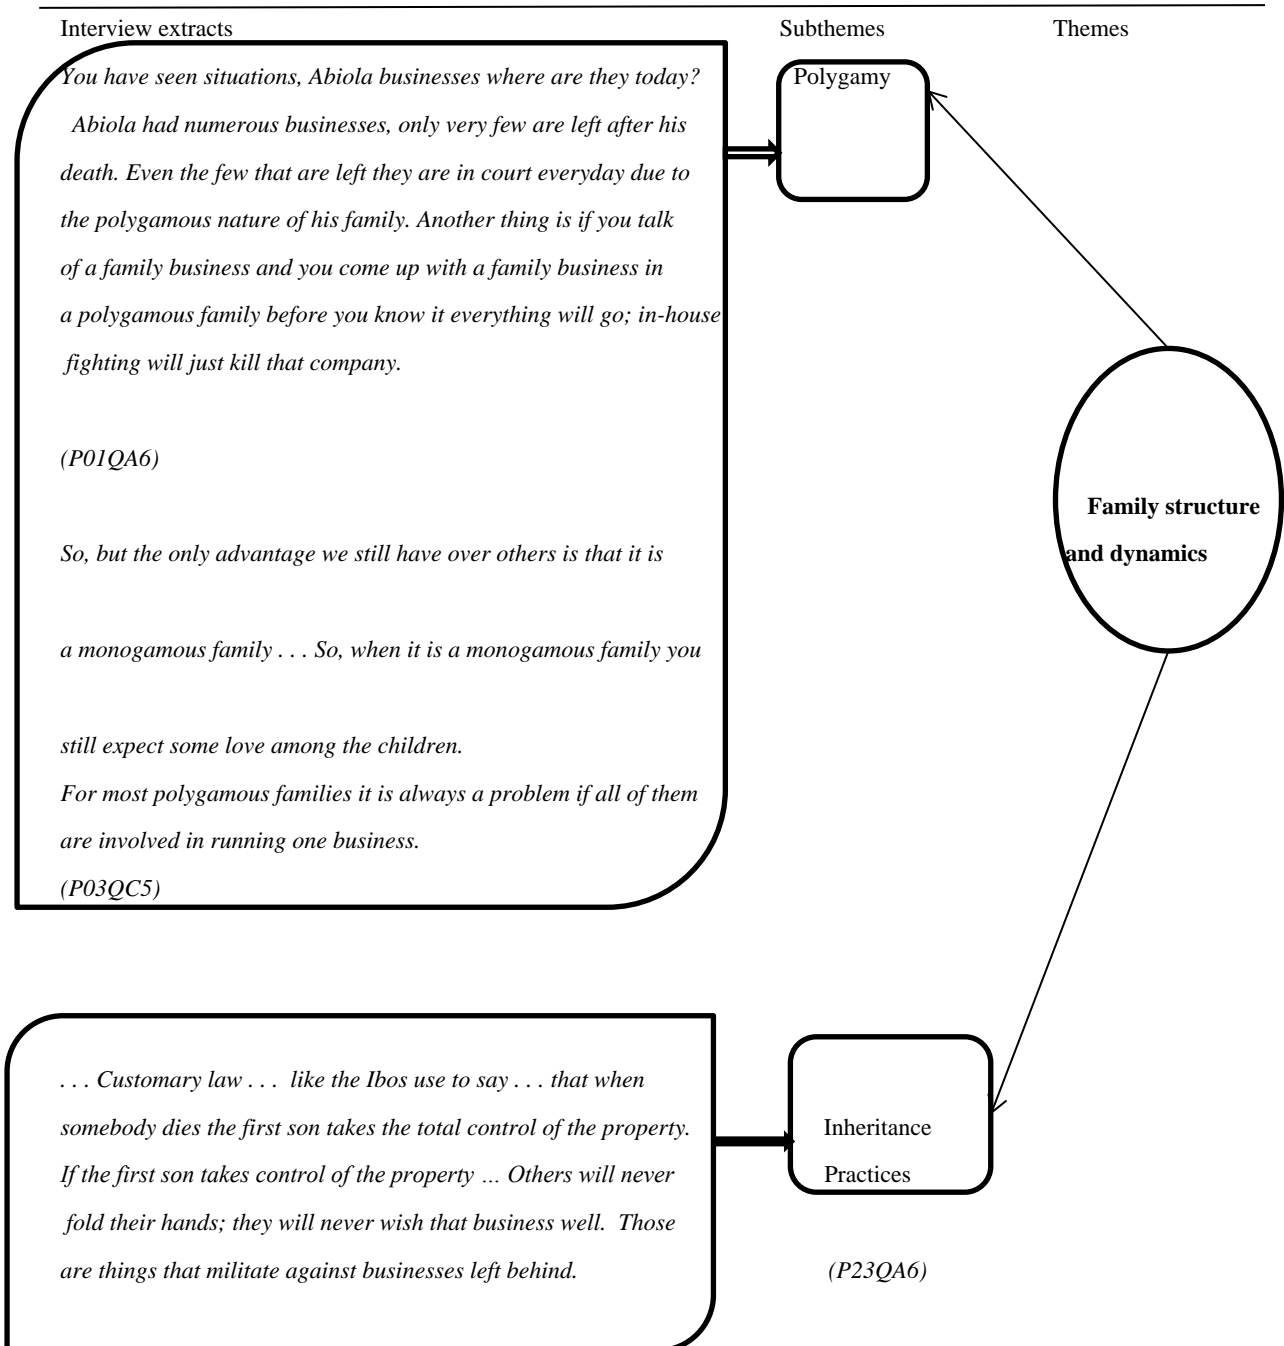 Interview extracts Subthemes Themes
You have seen situations, Abiola businesses where are they today?
Abiola had numerous businesses, only very few are left after his
death. Even the few that are left they are in court everyday due to
the polygamous nature of his family. Another thing is if you talk
of a family business and you come up with a family business in
a polygamous family before you know it everything will go; in-house
fighting will just kill that company.
(P01QA6)
So, but the only advantage we still have over others is that it is
a monogamous family . . . So, when it is a monogamous family you
still expect some love among the children.
For most polygamous families it is always a problem if all of them
are involved in running one business.
(P03QC5)
Polygamy
Family structure
and dynamics
. . . Customary law . . . like the Ibos use to say . . . that when
somebody dies the first son takes the total control of the property.
If the first son takes control of the property ... Others will never
fold their hands; they will never wish that business well. Those
are things that militate against businesses left behind.
Inheritance
Practices
(P23QA6)